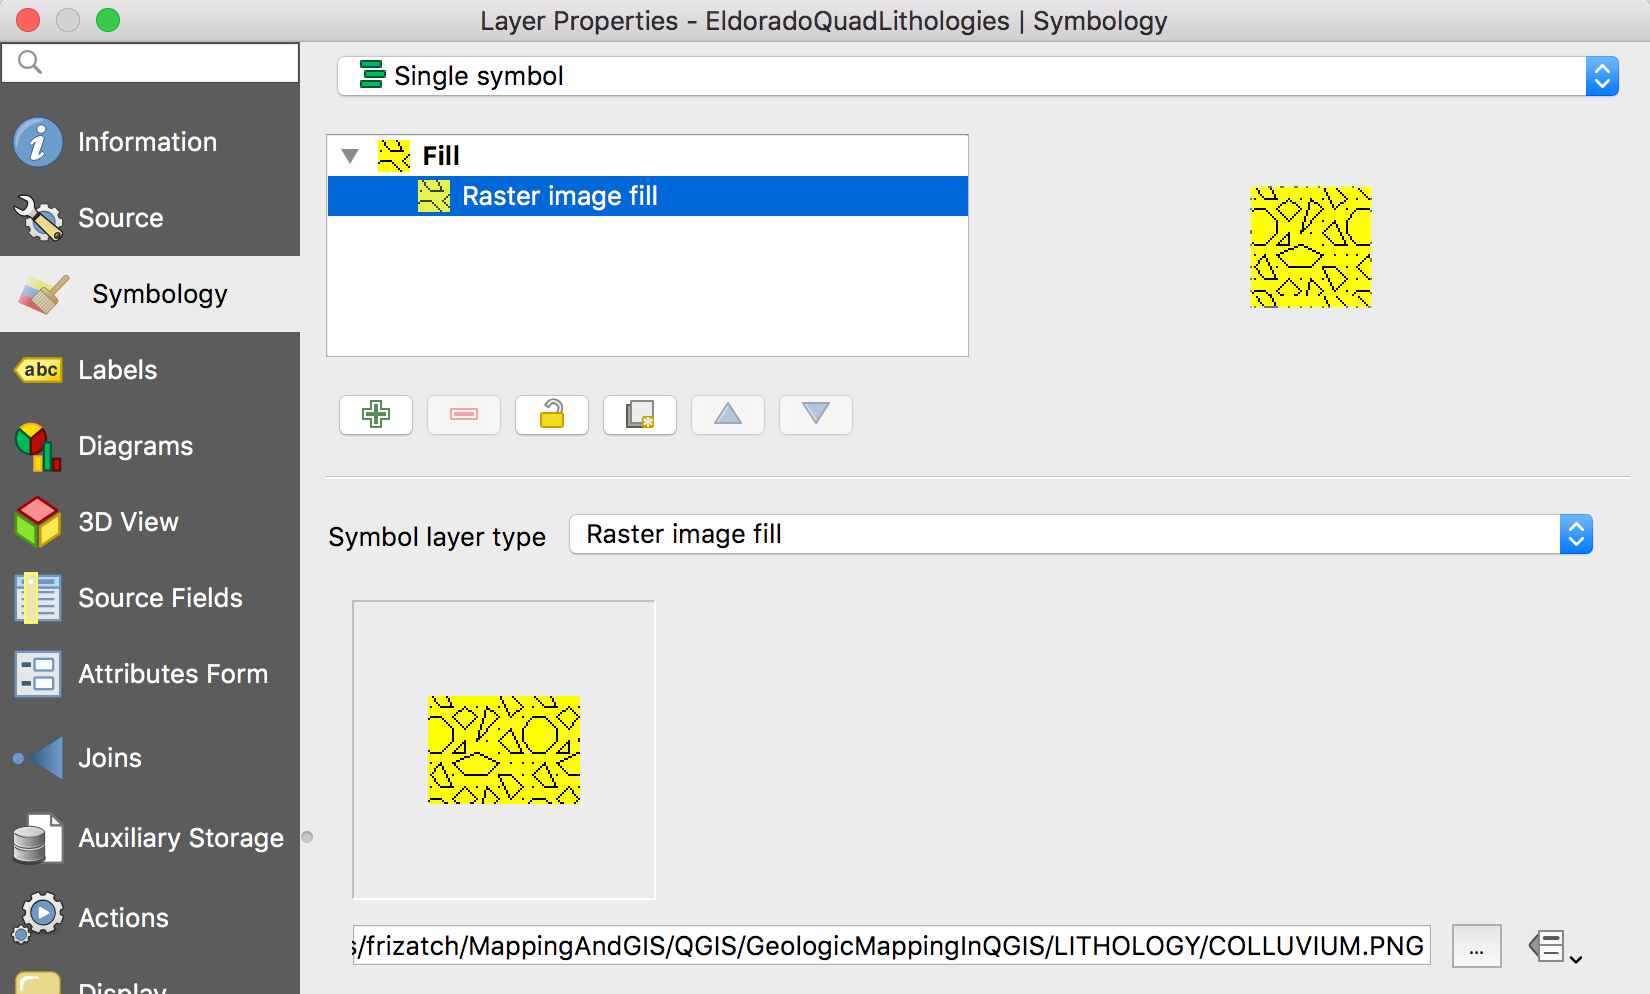 Layer Properties - EldoradoQuadLithologies | Symbology
Single symbol
Information
Source
Symbology
abc Labels
Diagrams
3D View
Source Fields
Attributes Form
Joins
Auxiliary Storage
Actions
Display
Fill
Raster image fill
Symbol layer type Raster image fill
s/frizatch/MappingAndGIS/QGIS/GeologicMappingInQGIS/LITHOLOGY/COLLUVIUM.PNG ...